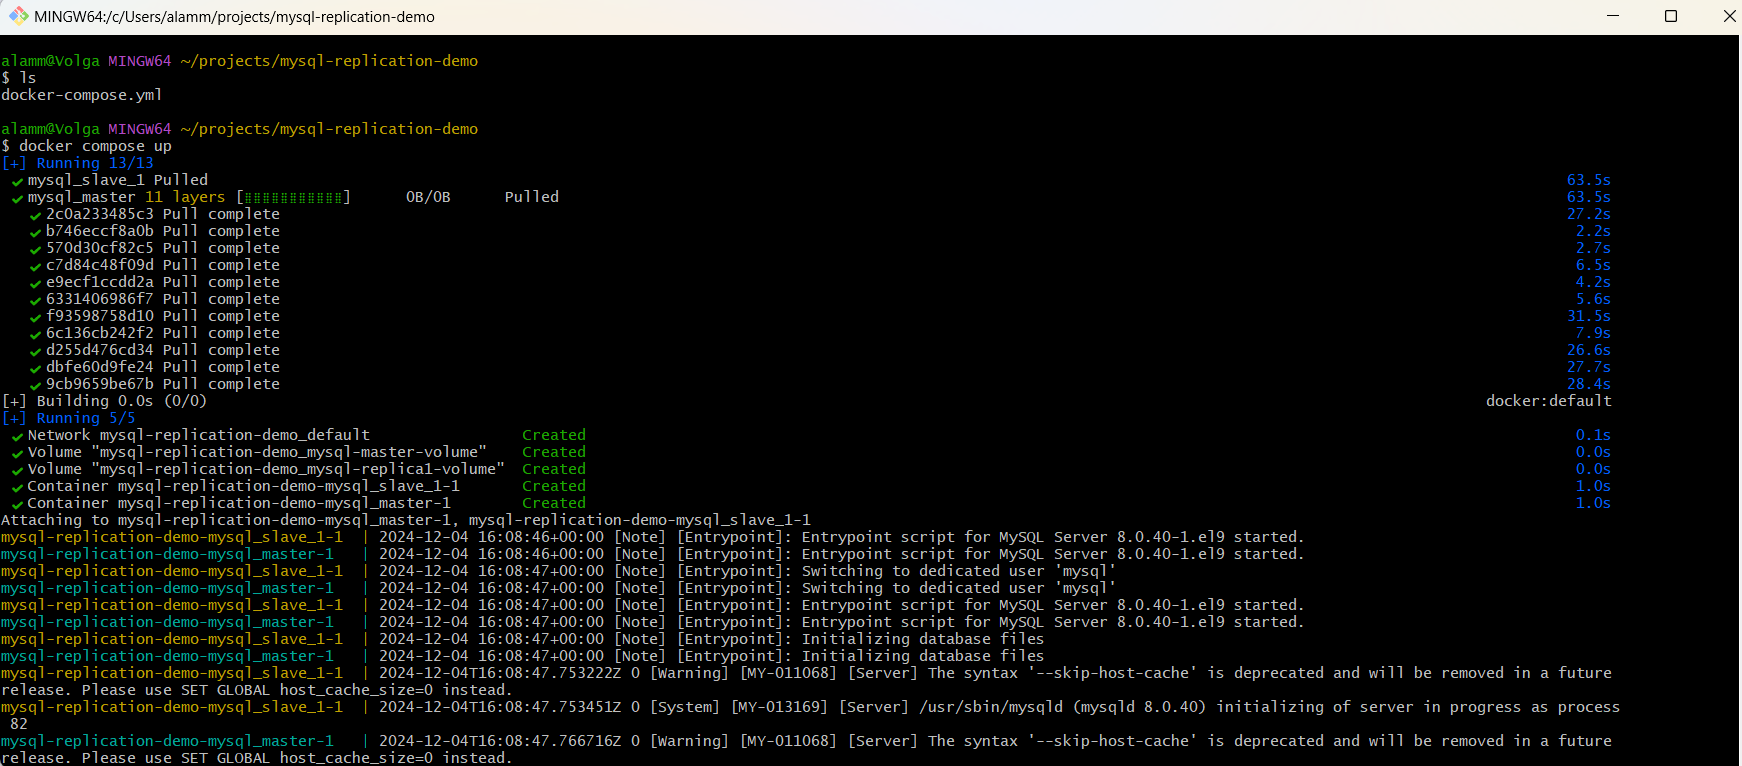 MINGW64:/c/Users/alamm/projects/mysql-replication-demo
alamm@Volga MINGW64 ~/projects/mysql-replication-demo
$ ls
docker-compose.yml
alamm@Volga MINGW64 ~/projects/mysql-replication-demo
$ docker compose up
[+] Running 13/13
✔ mysql_slave_1 Pulled 63.5s
✔ mysql_master 11 layers [⣿⣿⣿⣿⣿⣿⣿⣿⣿⣿⣿] 0B/0B Pulled 63.5s
✔ 2c0a233485c3 Pull complete 27.2s
✔ b746eccf8a0b Pull complete 2.2s
✔ 570d30cf82c5 Pull complete 2.7s
✔ c7d84c48f09d Pull complete 6.5s
✔ e9ecf1ccdd2a Pull complete 4.2s
✔ 6331406986f7 Pull complete 5.6s
✔ f93598758d10 Pull complete 31.5s
✔ 6c136cb242f2 Pull complete 7.9s
✔ d255d476cd34 Pull complete 26.6s
✔ dbfe60d9fe24 Pull complete 27.7s
✔ 9cb9659be67b Pull complete 28.4s
[+] Building 0.0s (0/0) docker:default
[+] Running 5/5
✔ Network mysql-replication-demo_default Created 0.1s
✔ Volume "mysql-replication-demo_mysql-master-volume" Created 0.0s
✔ Volume "mysql-replication-demo_mysql-replica1-volume" Created 0.0s
✔ Container mysql-replication-demo-mysql_slave_1-1 Created 1.0s
✔ Container mysql-replication-demo-mysql_master-1 Created 1.0s
Attaching to mysql-replication-demo-mysql_master-1, mysql-replication-demo-mysql_slave_1-1
mysql-replication-demo-mysql_slave_1-1 | 2024-12-04 16:08:46+00:00 [Note] [Entrypoint]: Entrypoint script for MySQL Server 8.0.40-1.el9 started.
mysql-replication-demo-mysql_master-1 | 2024-12-04 16:08:46+00:00 [Note] [Entrypoint]: Entrypoint script for MySQL Server 8.0.40-1.el9 started.
mysql-replication-demo-mysql_slave_1-1 | 2024-12-04 16:08:47+00:00 [Note] [Entrypoint]: Switching to dedicated user 'mysql'
mysql-replication-demo-mysql_master-1 | 2024-12-04 16:08:47+00:00 [Note] [Entrypoint]: Switching to dedicated user 'mysql'
mysql-replication-demo-mysql_slave_1-1 | 2024-12-04 16:08:47+00:00 [Note] [Entrypoint]: Entrypoint script for MySQL Server 8.0.40-1.el9 started.
mysql-replication-demo-mysql_master-1 | 2024-12-04 16:08:47+00:00 [Note] [Entrypoint]: Entrypoint script for MySQL Server 8.0.40-1.el9 started.
mysql-replication-demo-mysql_slave_1-1 | 2024-12-04 16:08:47+00:00 [Note] [Entrypoint]: Initializing database files
mysql-replication-demo-mysql_master-1 | 2024-12-04 16:08:47+00:00 [Note] [Entrypoint]: Initializing database files
mysql-replication-demo-mysql_slave_1-1 | 2024-12-04T16:08:47.753222Z 0 [Warning] [MY-011068] [Server] The syntax '--skip-host-cache' is deprecated and will be removed in a future
release. Please use SET GLOBAL host_cache_size=0 instead.
mysql-replication-demo-mysql_slave_1-1 | 2024-12-04T16:08:47.753451Z 0 [System] [MY-013169] [Server] /usr/sbin/mysqld (mysqld 8.0.40) initializing of server in progress as process
82
mysql-replication-demo-mysql_master-1 | 2024-12-04T16:08:47.766716Z 0 [Warning] [MY-011068] [Server] The syntax '--skip-host-cache' is deprecated and will be removed in a future
release. Please use SET GLOBAL host_cache_size=0 instead.